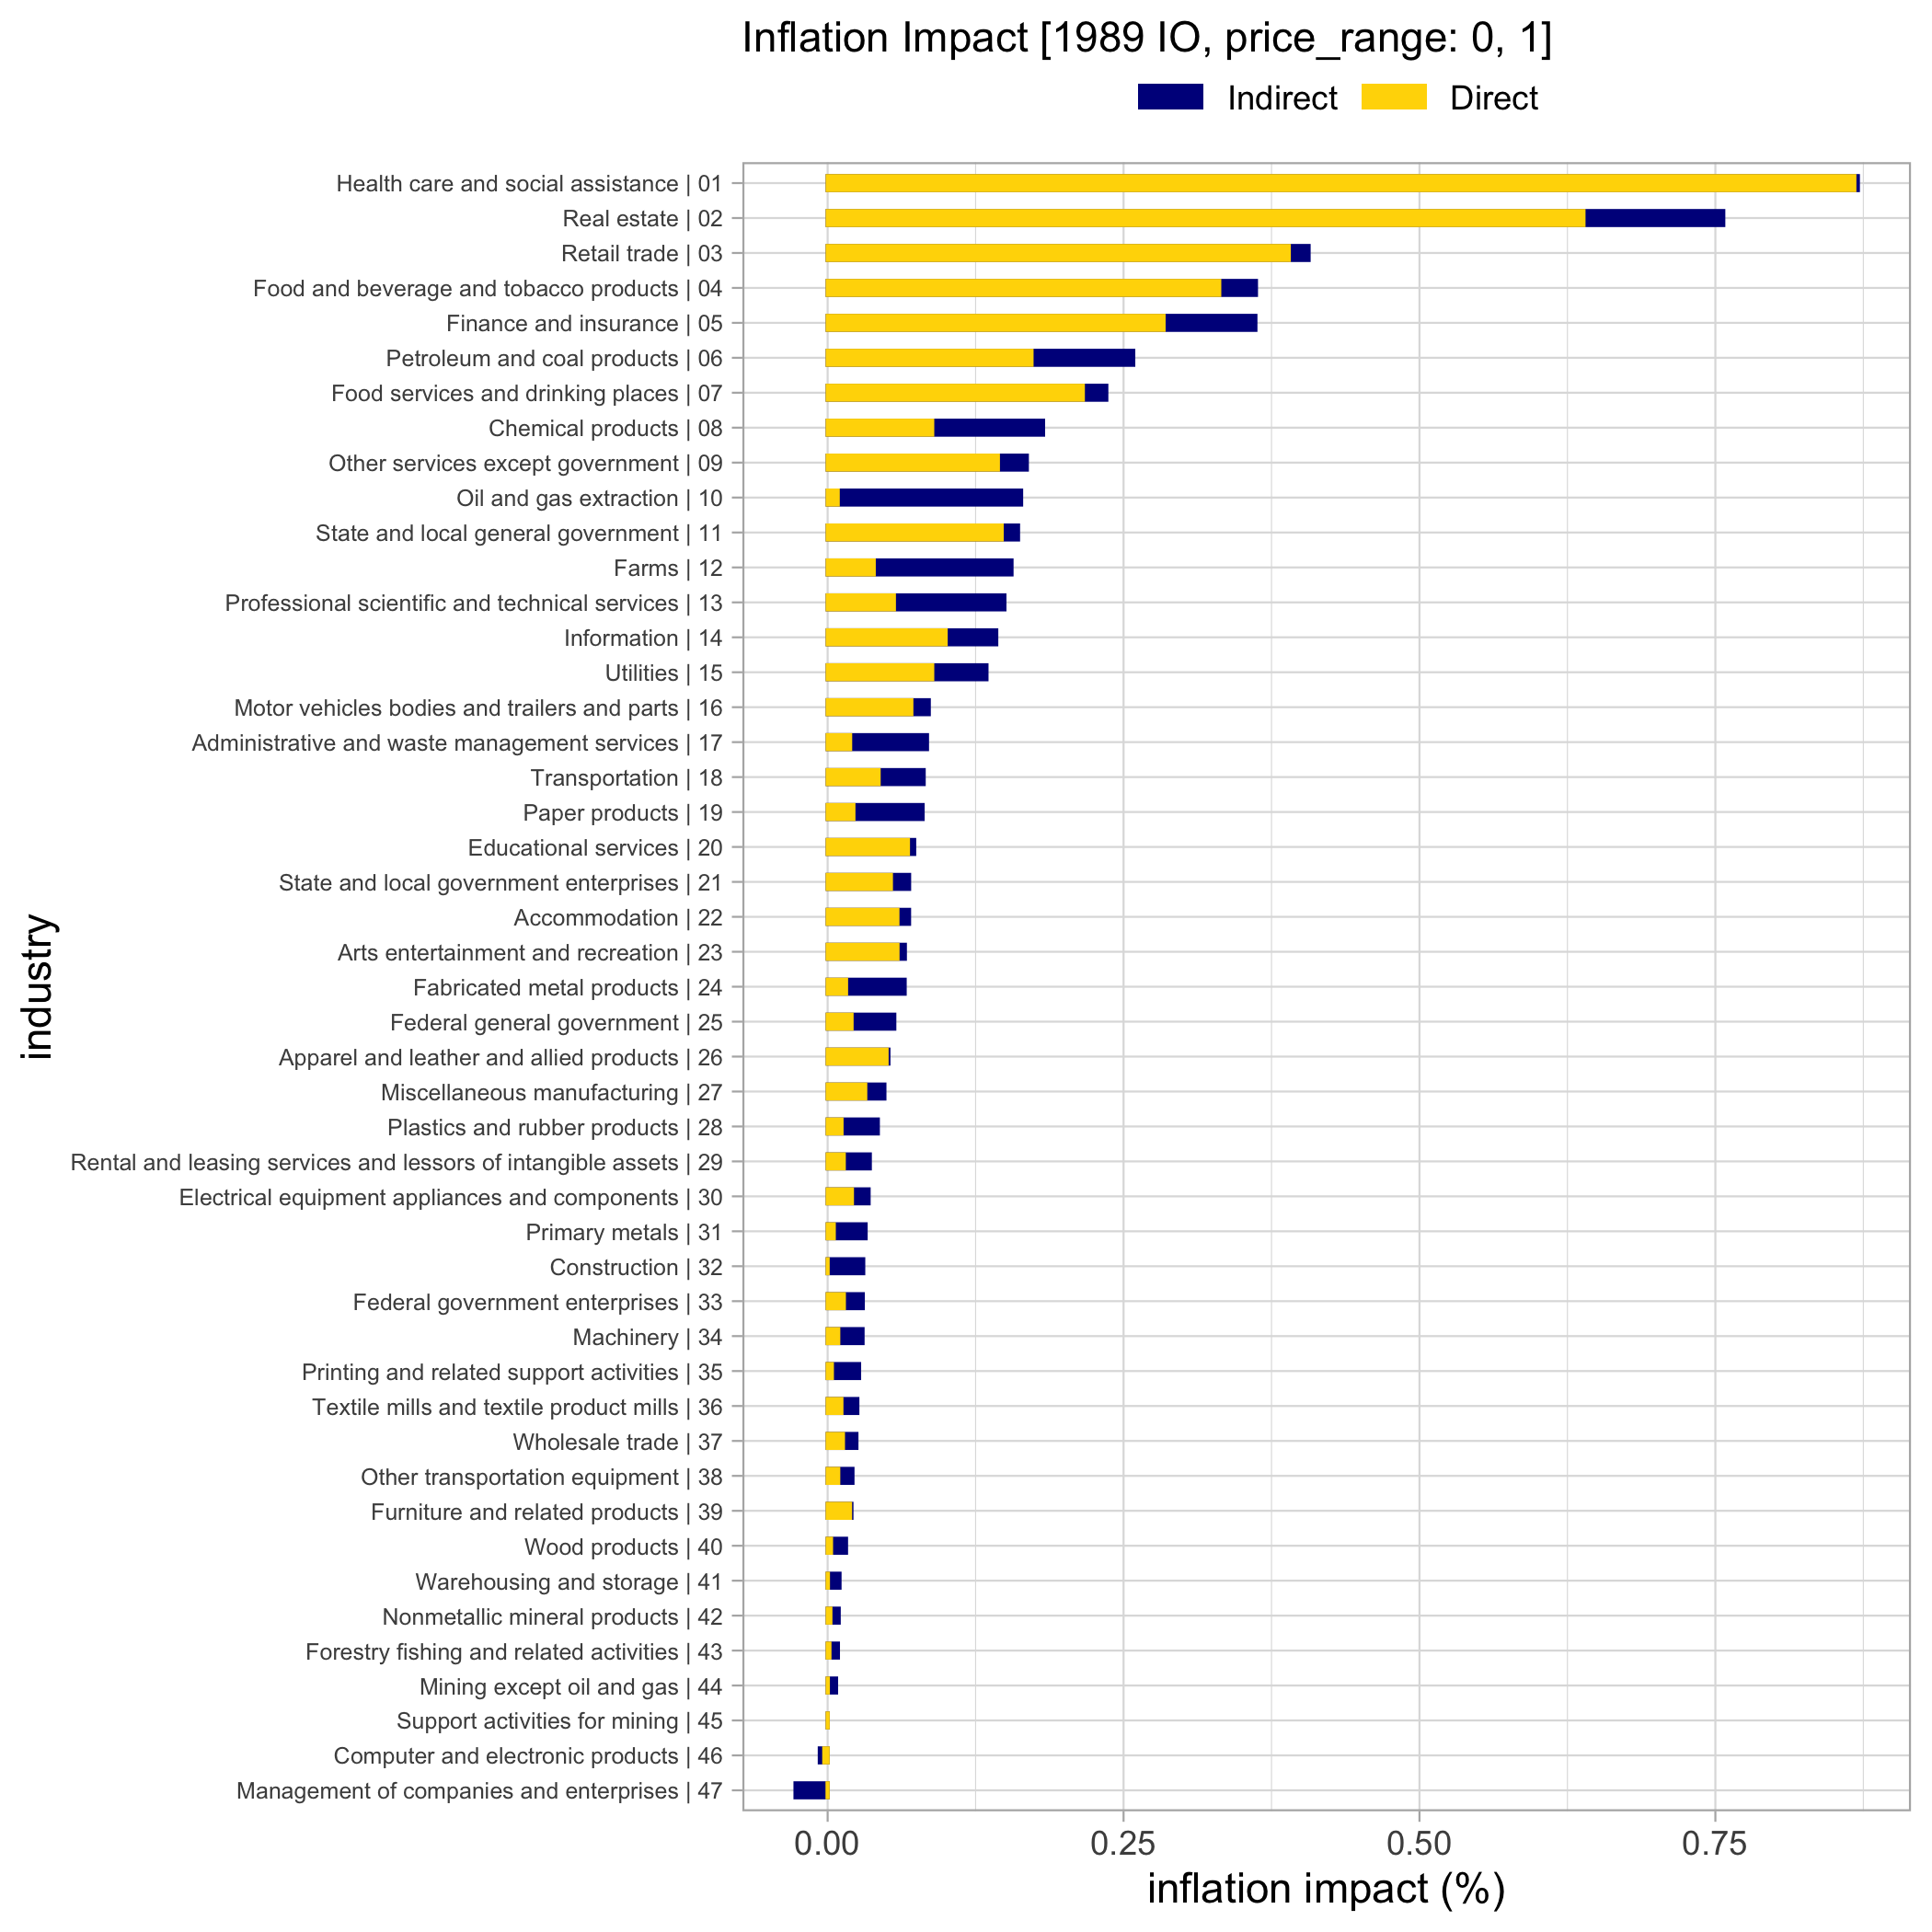 Inflation Impact [1989 IO, price_range: 0, 1]
Indirect Direct
Health care and social assistance | 01
Real estate | 02
Retail trade | 03
Food and beverage and tobacco products | 04
Finance and insurance | 05
Petroleum and coal products | 06
Food services and drinking places | 07
Chemical products | 08
Other services except government | 09
Oil and gas extraction | 10
State and local general government | 11
Farms | 12
Professional scientific and technical services | 13
Information | 14
Utilities | 15
Motor vehicles bodies and trailers and parts | 16
Administrative and waste management services | 17
Transportation | 18
Paper products | 19
Educational services | 20
State and local government enterprises | 21
Accommodation | 22
Arts entertainment and recreation | 23
Fabricated metal products | 24
Federal general government | 25
Apparel and leather and allied products | 26
Miscellaneous manufacturing | 27
Plastics and rubber products | 28
Rental and leasing services and lessors of intangible assets | 29
Electrical equipment appliances and components | 30
Primary metals | 31
Construction | 32
Federal government enterprises | 33
Machinery | 34
Printing and related support activities | 35
Textile mills and textile product mills | 36
Wholesale trade | 37
Other transportation equipment | 38
Furniture and related products | 39
Wood products | 40
Warehousing and storage | 41
Nonmetallic mineral products | 42
Forestry fishing and related activities | 43
Mining except oil and gas | 44
Support activities for mining | 45
Computer and electronic products | 46
Management of companies and enterprises | 47
industry
0.00 0.25 0.50 0.75
inflation impact (%)